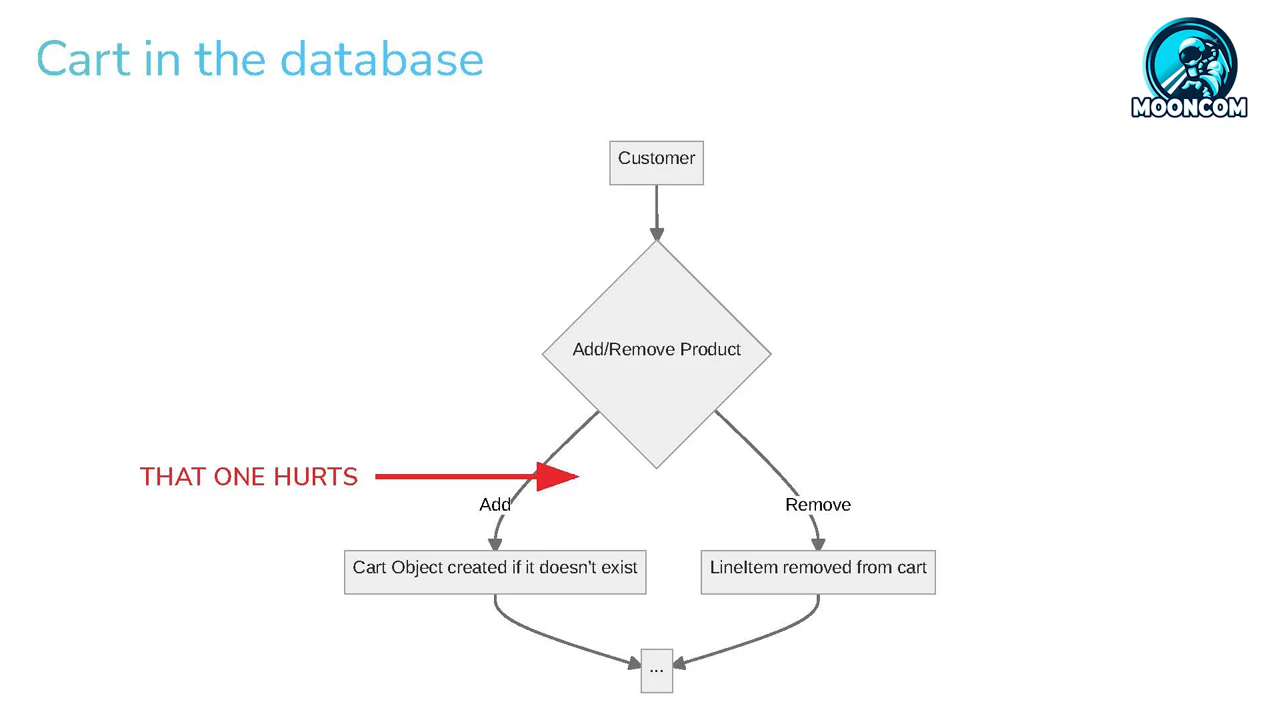 Cart in the database
MOONCOM
Customer
Add/Remove Product
THAT ONE HURTS
Add
Remove
Cart Object created if it doesn't exist
LineItem removed from cart
...